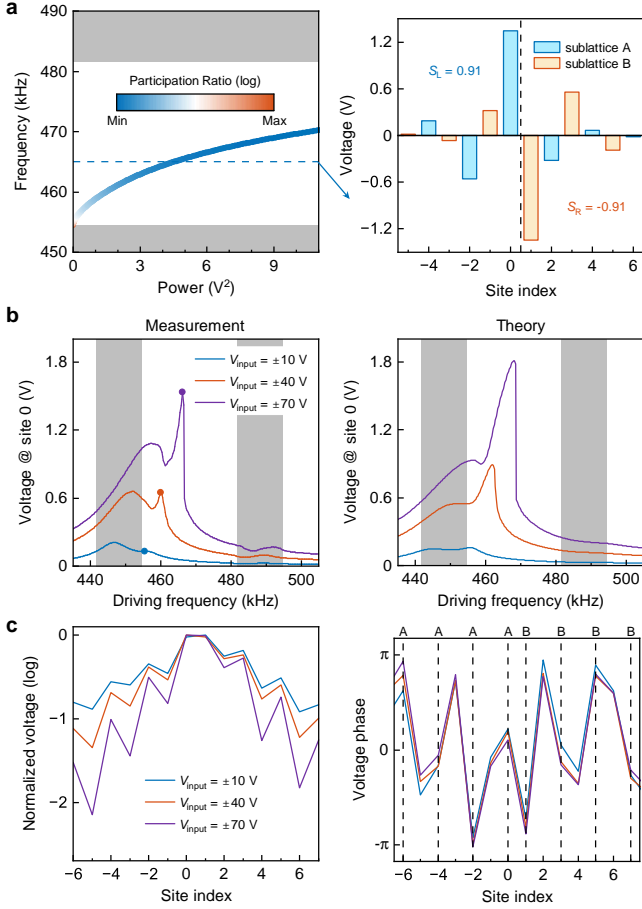 a
490
480
470
460
450
Frequency (kHz)
Participation Ratio (log)
Min
Max
0
3
6
9
Power (V²)
1.2
0.6
0
−0.6
−1.2
Voltage (V)
sublattice A
sublattice B
S_L = 0.91
S_R = -0.91
−4
−2
0
2
4
6
Site index
b
Measurement
1.8
1.2
0.6
0
Voltage @ site 0 (V)
V_input = ±10 V
V_input = ±40 V
V_input = ±70 V
440
460
480
500
Driving frequency (kHz)
Theory
1.8
1.2
0.6
0
Voltage @ site 0 (V)
440
460
480
500
Driving frequency (kHz)
c
0
−1
−2
Normalized voltage (log)
V_input = ±10 V
V_input = ±40 V
V_input = ±70 V
−6
−4
−2
0
2
4
6
Site index
A
A
A
A
B
B
B
B
π
0
-π
Voltage phase
−6
−4
−2
0
2
4
6
Site index